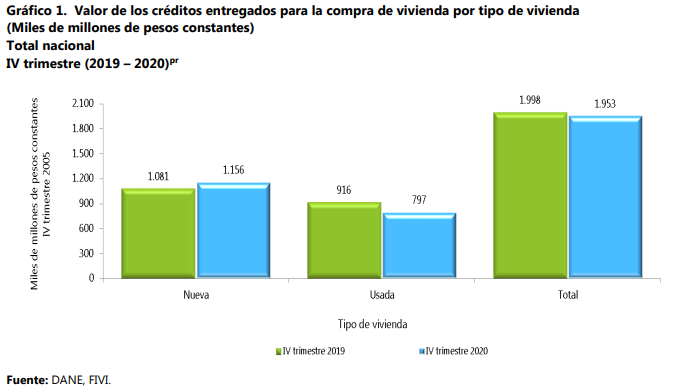 Gráfico 1. Valor de los créditos entregados para la compra de vivienda por tipo de vivienda
(Miles de millones de pesos constantes)
Total nacional
IV trimestre (2019 – 2020)pr
Miles de millones de pesos constantes
IV trimestre 2005
2.100
1.800
1.500
1.200
900
600
300
0
1.081
1.156
916
797
1.998
1.953
Nueva
Usada
Total
Tipo de vivienda
IV trimestre 2019
IV trimestre 2020
Fuente: DANE, FIVI.